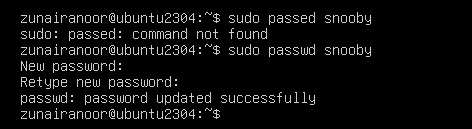 zunairanoor@ubuntu2304:~$ sudo passed snooby
sudo: passed: command not found
zunairanoor@ubuntu2304:~$ sudo passwd snooby
New password:
Retype new password:
passwd: password updated successfully
zunairanoor@ubuntu2304:~$